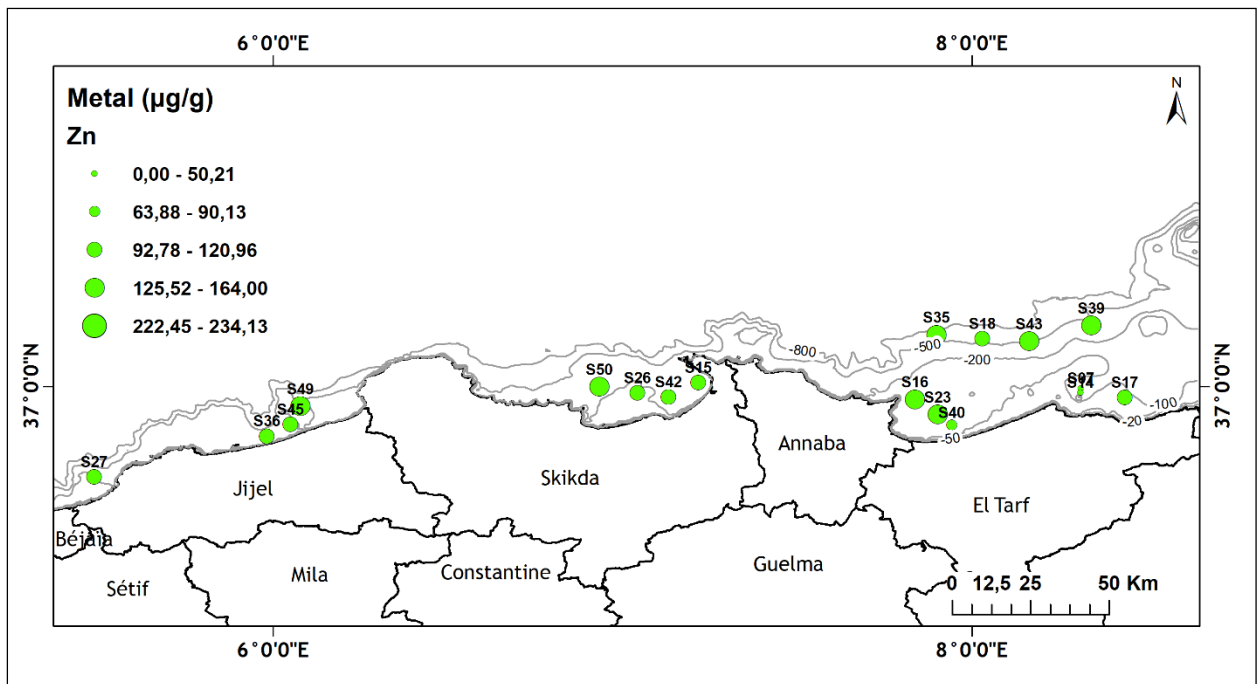 6°0'0"E
8°0'0"E
Metal (µg/g)
Zn
0,00 - 50,21
63,88 - 90,13
92,78 - 120,96
125,52 - 164,00
222,45 - 234,13
N
37°0'0"N
37°0'0"N
S39
S35
S18
S43
-500
-200
-800
S50
S26
S42
S15
S07
S14
S17
S16
S23
S40
-100
-20
-50
S49
S45
S36
S27
Annaba
Skikda
Jijel
El Tarf
Béjaïa
Guelma
Constantine
Mila
Sétif
0 12,5 25 50 Km
6°0'0"E
8°0'0"E